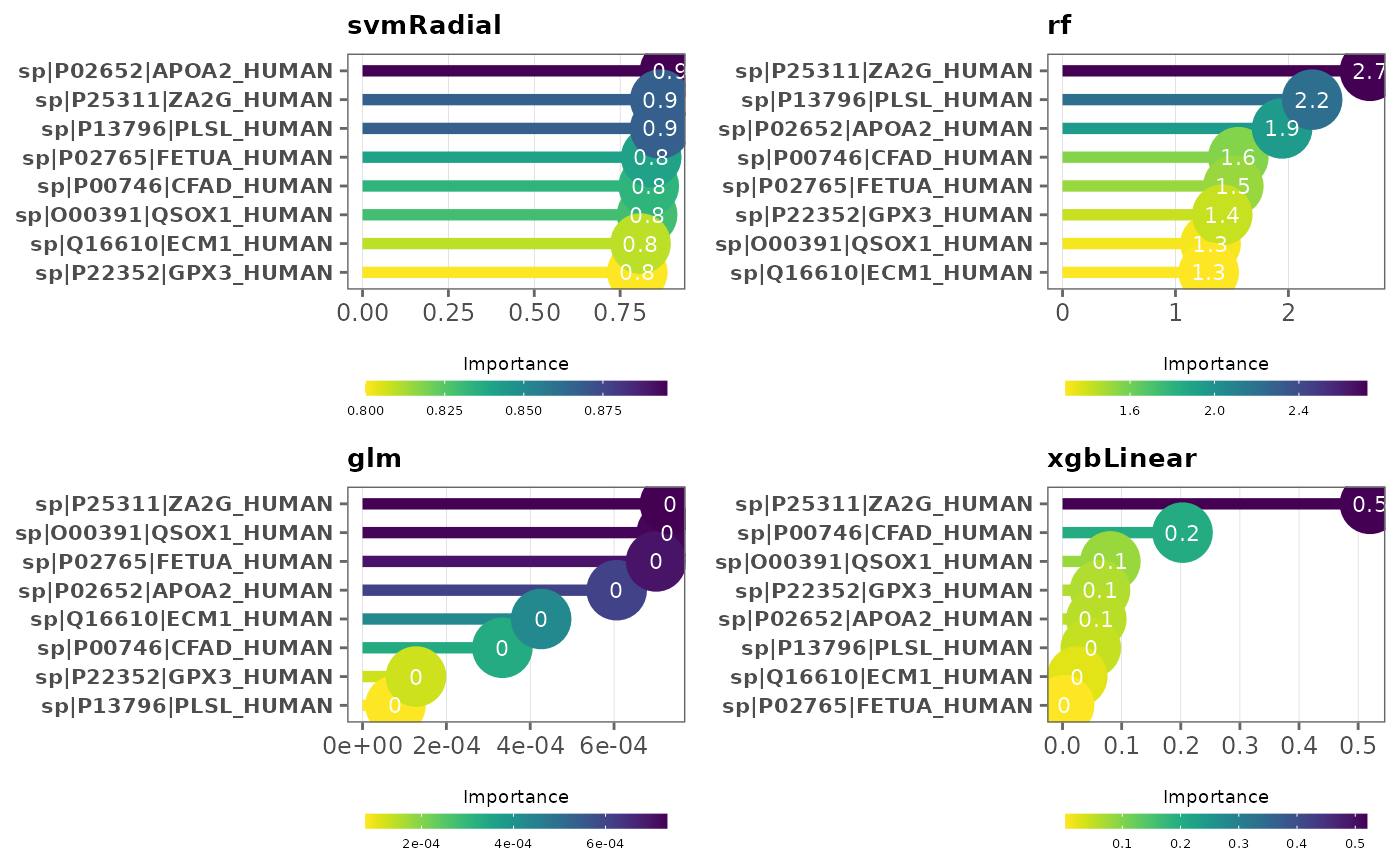 svmRadial
sp|P02652|APOA2_HUMAN 0.9
sp|P25311|ZA2G_HUMAN 0.9
sp|P13796|PLSL_HUMAN 0.9
sp|P02765|FETUA_HUMAN 0.8
sp|P00746|CFAD_HUMAN 0.8
sp|O00391|QSOX1_HUMAN 0.8
sp|Q16610|ECM1_HUMAN 0.8
sp|P22352|GPX3_HUMAN 0.8
0.00 0.25 0.50 0.75
Importance
0.800 0.825 0.850 0.875
rf
sp|P25311|ZA2G_HUMAN 2.7
sp|P13796|PLSL_HUMAN 2.2
sp|P02652|APOA2_HUMAN 1.9
sp|P00746|CFAD_HUMAN 1.6
sp|P02765|FETUA_HUMAN 1.5
sp|P22352|GPX3_HUMAN 1.4
sp|O00391|QSOX1_HUMAN 1.3
sp|Q16610|ECM1_HUMAN 1.3
0 1 2
Importance
1.6 2.0 2.4
glm
sp|P25311|ZA2G_HUMAN 0
sp|O00391|QSOX1_HUMAN 0
sp|P02765|FETUA_HUMAN 0
sp|P02652|APOA2_HUMAN 0
sp|Q16610|ECM1_HUMAN 0
sp|P00746|CFAD_HUMAN 0
sp|P22352|GPX3_HUMAN 0
sp|P13796|PLSL_HUMAN 0
0e+00 2e-04 4e-04 6e-04
Importance
2e-04 4e-04 6e-04
xgbLinear
sp|P25311|ZA2G_HUMAN 0.5
sp|P00746|CFAD_HUMAN 0.2
sp|O00391|QSOX1_HUMAN 0.1
sp|P22352|GPX3_HUMAN 0.1
sp|P02652|APOA2_HUMAN 0.1
sp|P13796|PLSL_HUMAN 0
sp|Q16610|ECM1_HUMAN 0
sp|P02765|FETUA_HUMAN 0
0.0 0.1 0.2 0.3 0.4 0.5
Importance
0.1 0.2 0.3 0.4 0.5